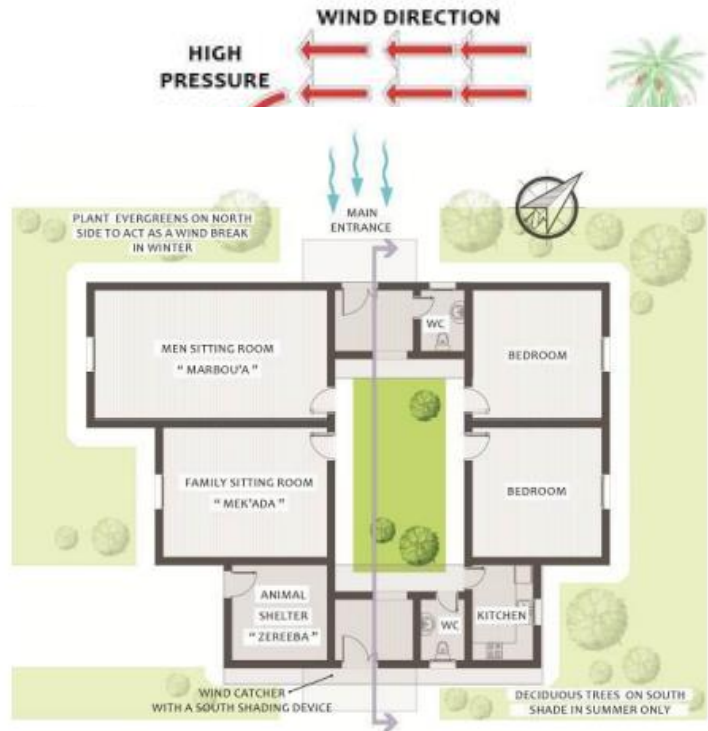 WIND DIRECTION
HIGH
PRESSURE
PLANT EVERGREENS ON NORTH
SIDE TO ACT AS A WIND BREAK
IN WINTER
MAIN
ENTRANCE
WC
MEN SITTING ROOM
" MARBOU'A "
BEDROOM
FAMILY SITTING ROOM
" MEK'ADA "
BEDROOM
ANIMAL
SHELTER
" ZEREEBA "
WC
KITCHEN
WIND CATCHER
WITH A SOUTH SHADING DEVICE
DECIDUOUS TREES ON SOUTH
SHADE IN SUMMER ONLY